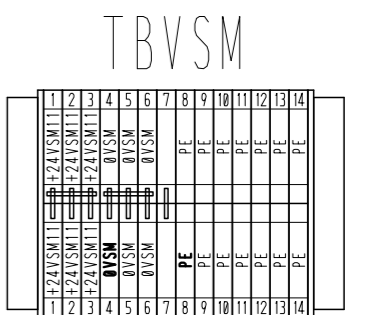 TBVSM
1 2 3 4 5 6 7 8 9 10 11 12 13 14
+24VSM11 +24VSM11 +24VSM11 0VSM 0VSM 0VSM PE PE PE PE PE PE PE
+24VSM11 +24VSM11 +24VSM11 0VSM 0VSM 0VSM PE PE PE PE PE PE PE
1 2 3 4 5 6 7 8 9 10 11 12 13 14